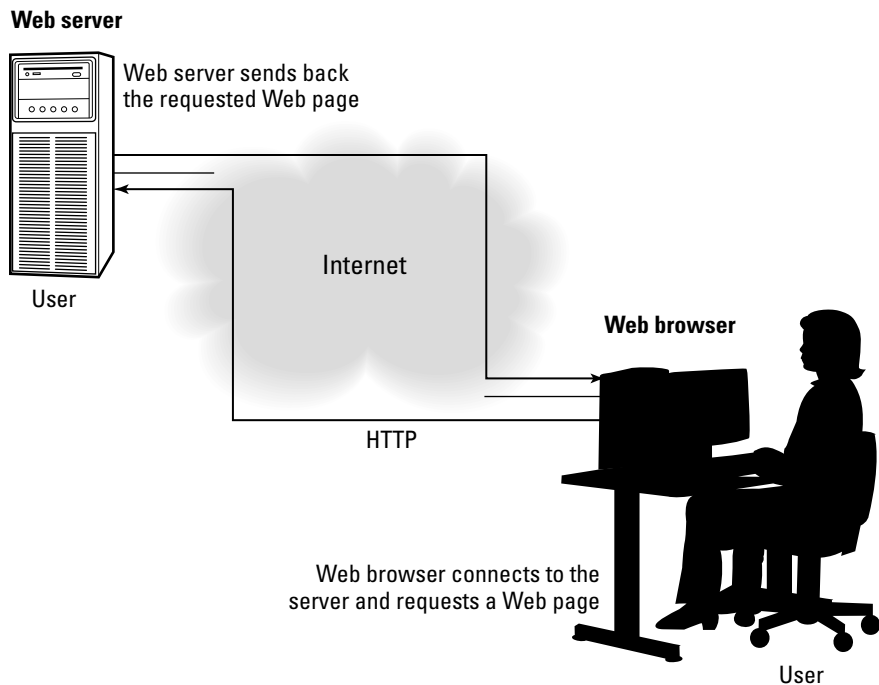 Web server
Web server sends back
the requested Web page
Internet
User
Web browser
HTTP
Web browser connects to the
server and requests a Web page
User